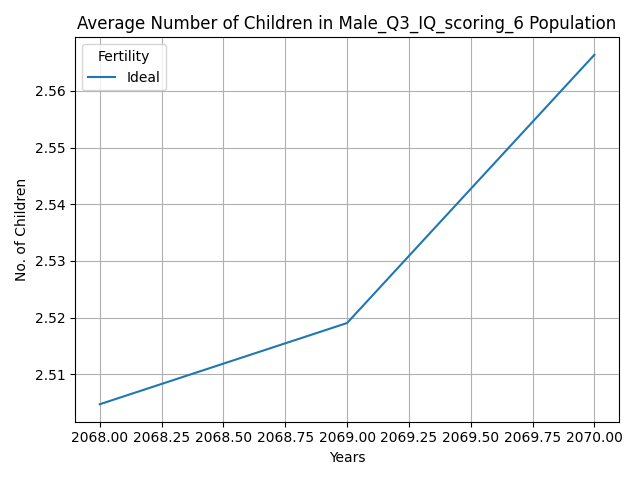 Average Number of Children in Male_Q3_IQ_scoring_6 Population
Fertility
Ideal
No. of Children
2.56
2.55
2.54
2.53
2.52
2.51
2068.00 2068.25 2068.50 2068.75 2069.00 2069.25 2069.50 2069.75 2070.00
Years